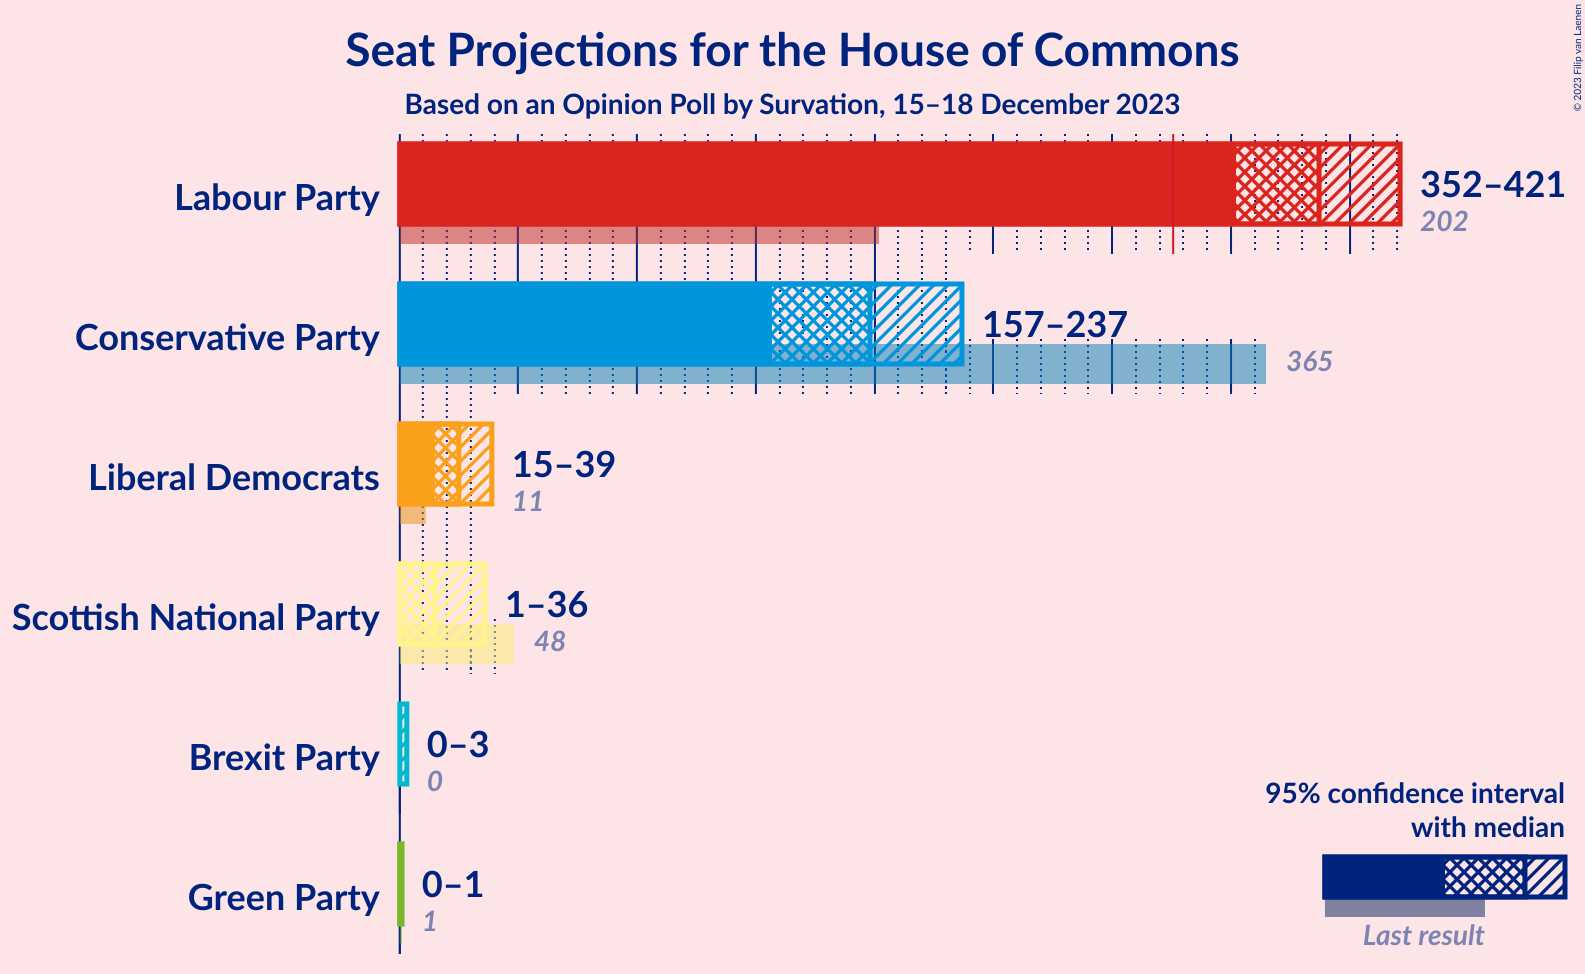 Seat Projections for the House of Commons
Based on an Opinion Poll by Survation, 15–18 December 2023
© 2023 Filip van Laenen
Labour Party
352–421
202
Conservative Party
157–237
365
Liberal Democrats
15–39
11
Scottish National Party
1–36
48
Brexit Party
0–3
0
Green Party
0–1
1
95% confidence interval
with median
Last result